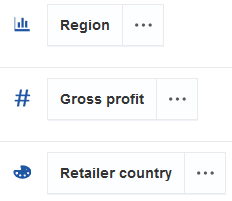 Region ...
# Gross profit ...
Retailer country ...